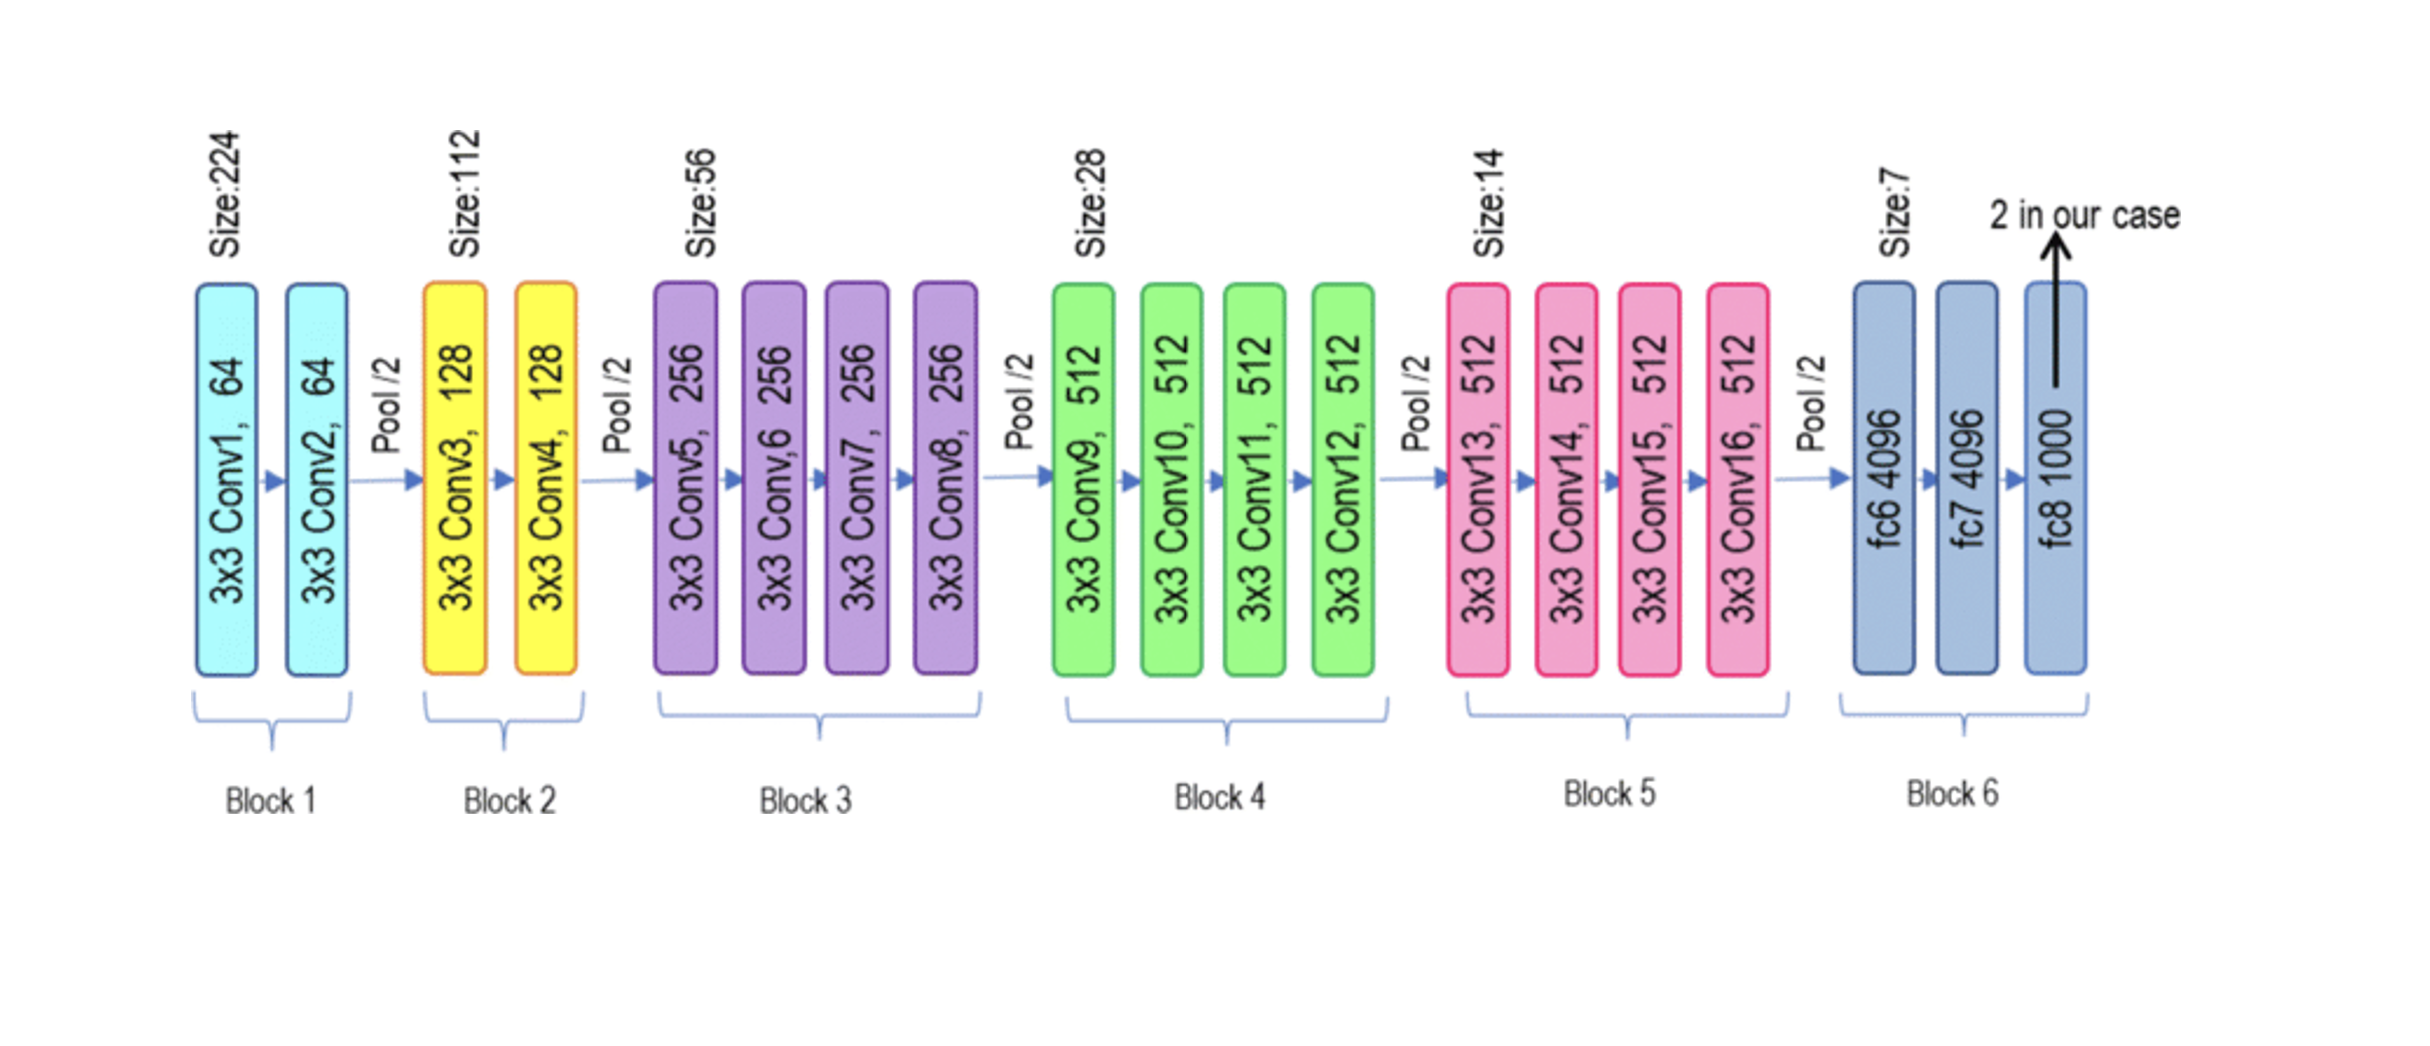 Size:224
Size:112
Size:56
Size:28
Size:14
Size:7
2 in our case
3x3 Conv1, 64
3x3 Conv2, 64
Pool /2
3x3 Conv3, 128
3x3 Conv4, 128
Pool /2
3x3 Conv5, 256
3x3 Conv,6 256
3x3 Conv7, 256
3x3 Conv8, 256
Pool /2
3x3 Conv9, 512
3x3 Conv10, 512
3x3 Conv11, 512
3x3 Conv12, 512
Pool /2
3x3 Conv13, 512
3x3 Conv14, 512
3x3 Conv15, 512
3x3 Conv16, 512
Pool /2
fc6 4096
fc7 4096
fc8 1000
Block 1
Block 2
Block 3
Block 4
Block 5
Block 6